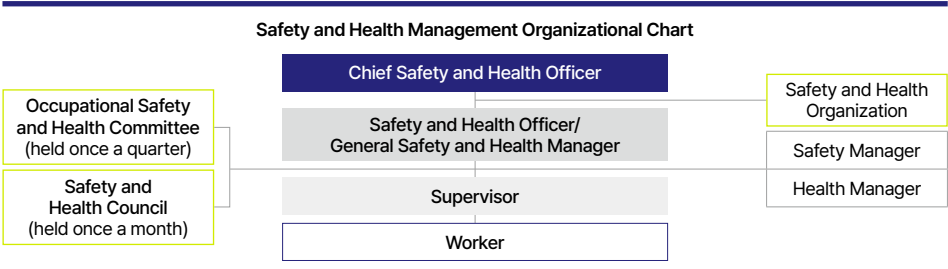 Safety and Health Management Organizational Chart
Chief Safety and Health Officer
Safety and Health
Organization
Occupational Safety
and Health Committee
(held once a quarter)
Safety and Health Officer/
General Safety and Health Manager
Safety Manager
Health Manager
Safety and
Health Council
(held once a month)
Supervisor
Worker